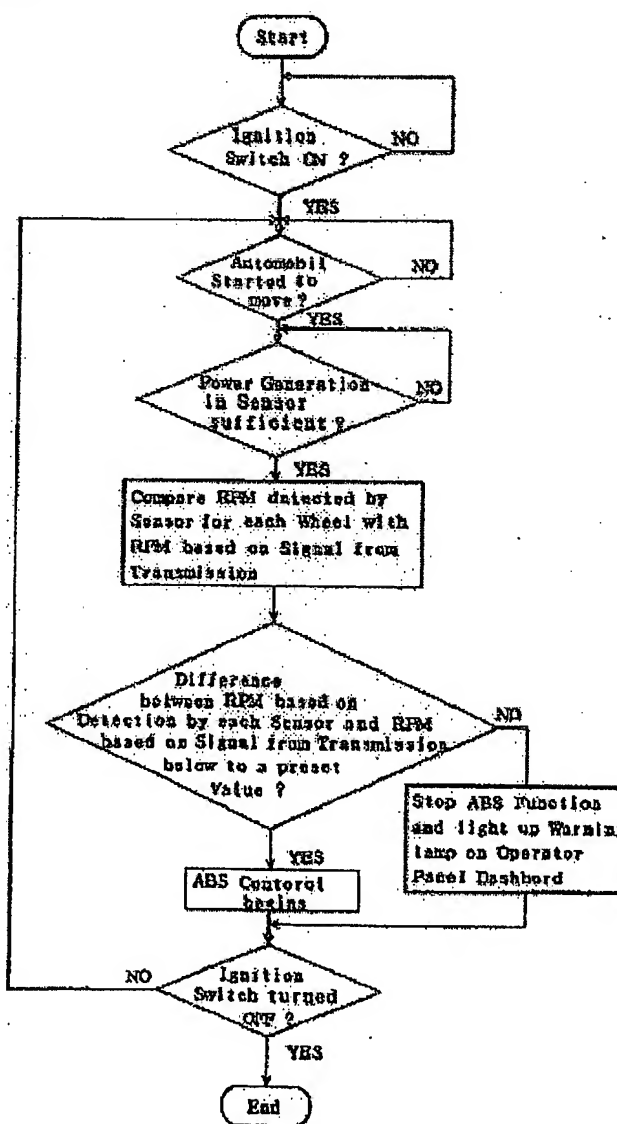 Start
Ignition
Switch ON ?
NO
YES
Automobil
Started to
move ?
NO
YES
Power Generation
in Sensor
sufficient ?
NO
YES
Compare RPM detected by
Sensor for each Wheel with
RPM based on Signal from
Transmission
Difference
between RPM based on
Detection by each Sensor and RPM
based on Signal from Transmission
below to a preset
Value ?
NO
YES
Stop ABS Function
and light up Warning
lamp on Operator
Panel Dashbord
ABS Contorol
begins
Ignition
Switch turned
OFF ?
NO
YES
End